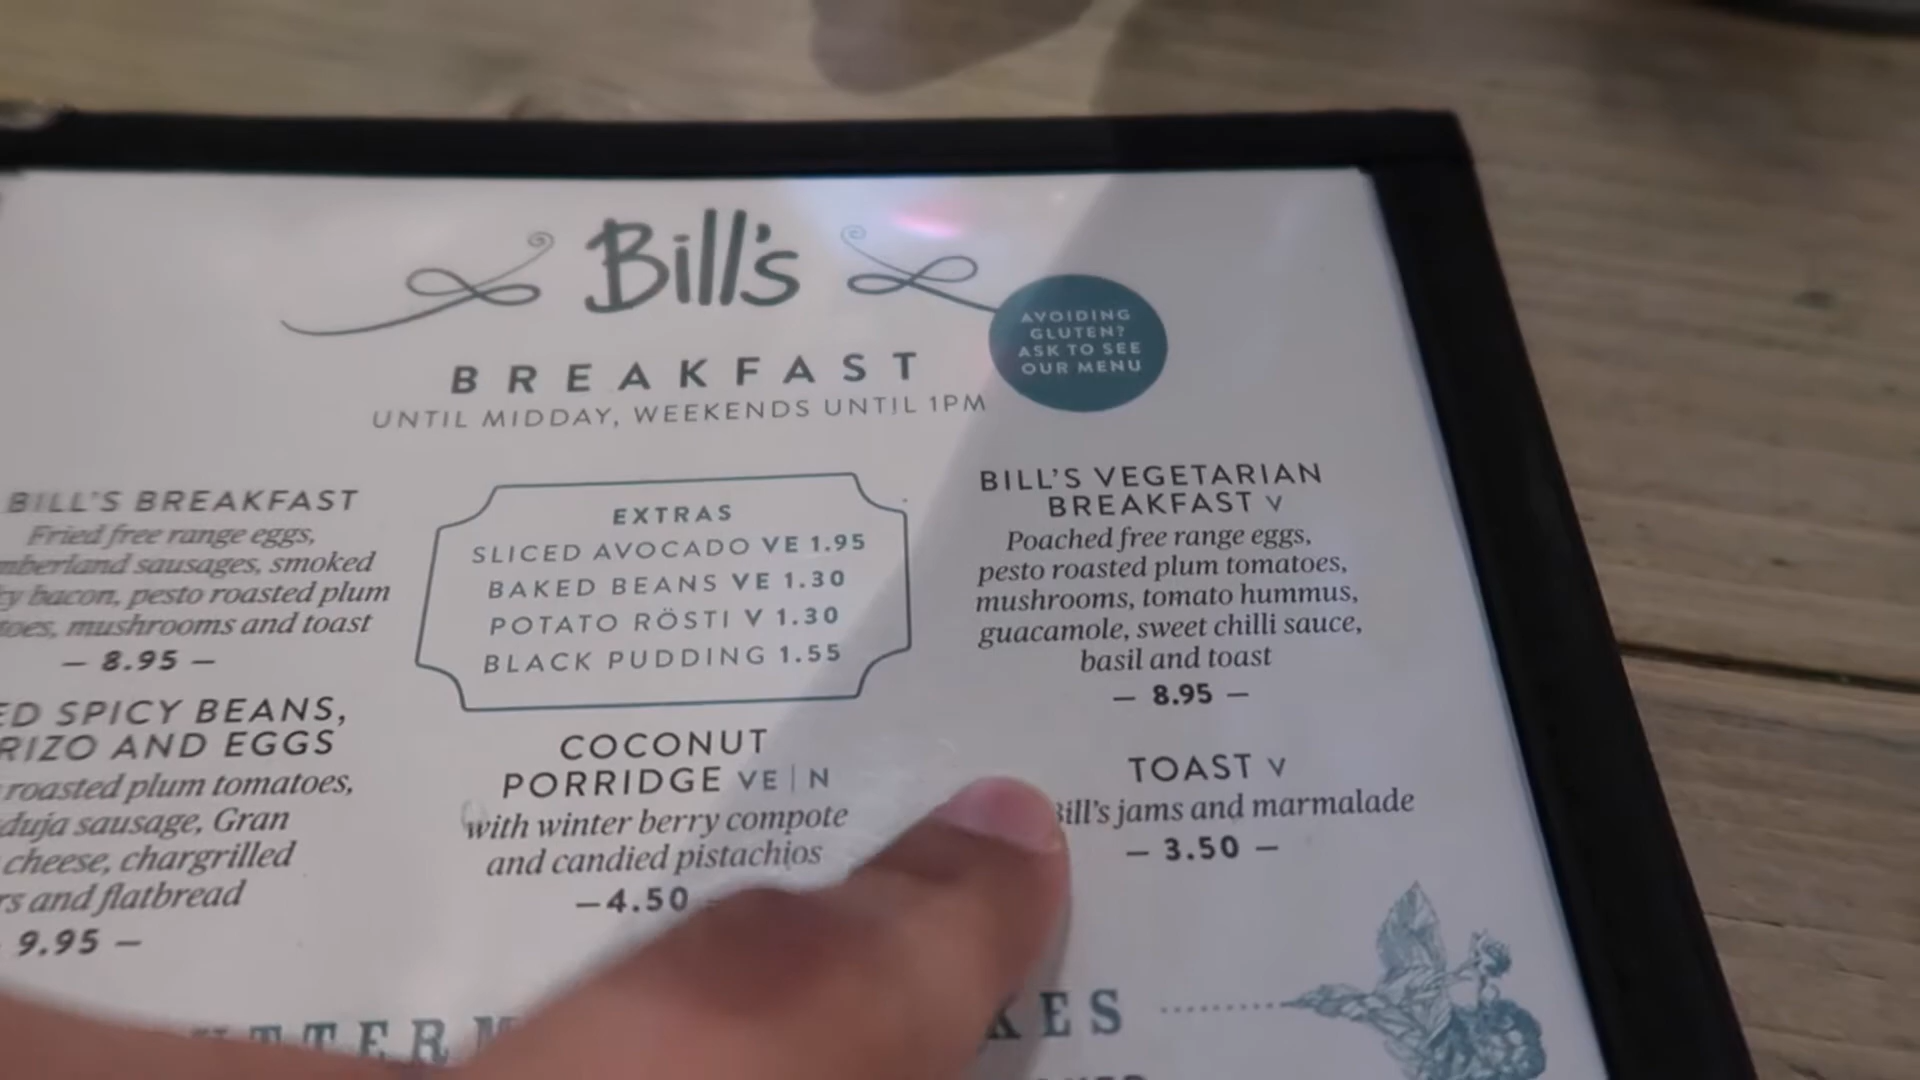 Bill's
BREAKFAST
UNTIL MIDDAY, WEEKENDS UNTIL 1PM
AVOIDING
GLUTEN?
ASK TO SEE
OUR MENU
BILL'S BREAKFAST
Fried free range eggs,
sausages, smoked
bacon, pesto roasted plum
mushrooms and toast
— 8.95 —
SPICY BEANS,
AND EGGS
roasted plum tomatoes,
sausage, Gran
cheese, chargrilled
and flatbread
9.95 —
EXTRAS
SLICED AVOCADO VE 1.95
BAKED BEANS VE 1.30
POTATO RÖSTI V 1.30
BLACK PUDDING 1.55
COCONUT
PORRIDGE VE | N
with winter berry compote
and candied pistachios
—4.50
BILL'S VEGETARIAN
BREAKFAST V
Poached free range eggs,
pesto roasted plum tomatoes,
mushrooms, tomato hummus,
guacamole, sweet chilli sauce,
basil and toast
— 8.95 —
TOAST V
Bill's jams and marmalade
— 3.50 —